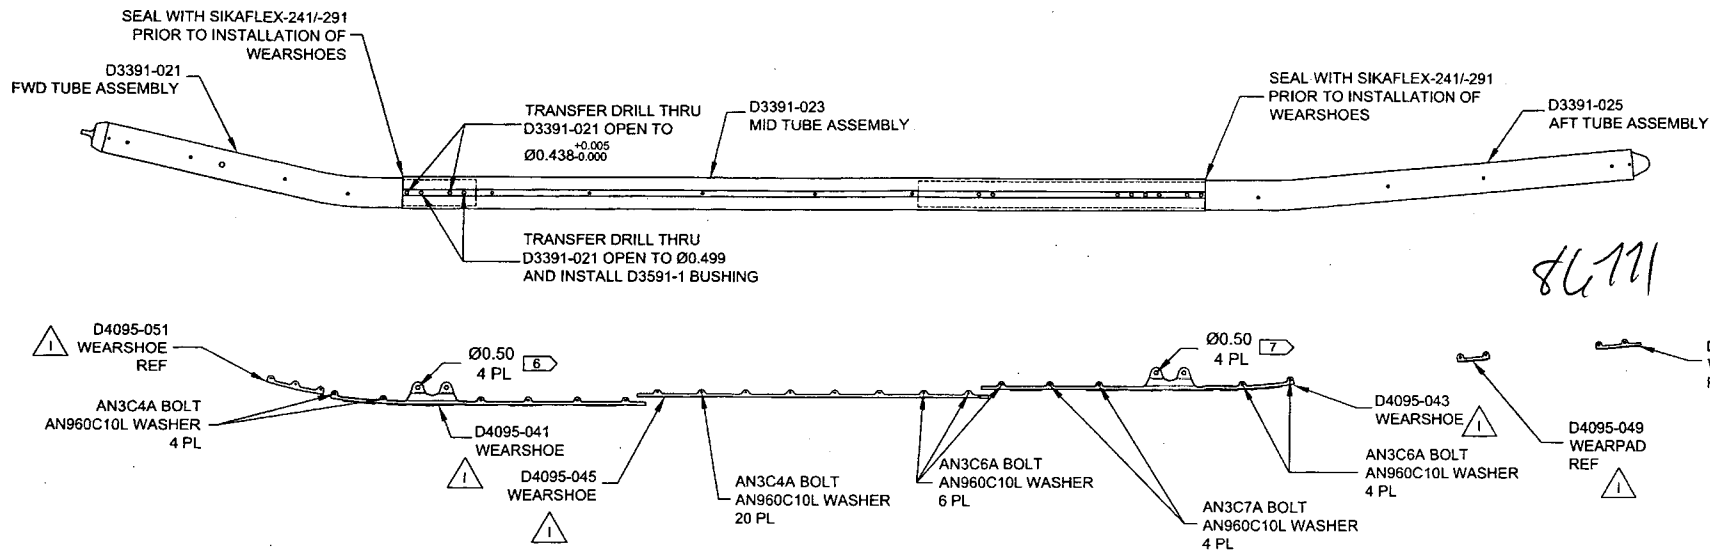 SEAL WITH SIKAFLEX-241/-291
PRIOR TO INSTALLATION OF
WEARSHOES
D3391-021
FWD TUBE ASSEMBLY
TRANSFER DRILL THRU
D3391-021 OPEN TO
Ø0.438+0.005-0.000
D3391-023
MID TUBE ASSEMBLY
SEAL WITH SIKAFLEX-241/-291
PRIOR TO INSTALLATION OF
WEARSHOES
D3391-025
AFT TUBE ASSEMBLY
TRANSFER DRILL THRU
D3391-021 OPEN TO Ø0.499
AND INSTALL D3591-1 BUSHING
1
D4095-051
WEARSHOE
REF
Ø0.50
4 PL
6
AN3C4A BOLT
AN960C10L WASHER
4 PL
D4095-041
WEARSHOE
1
D4095-045
WEARSHOE
1
AN3C4A BOLT
AN960C10L WASHER
20 PL
AN3C6A BOLT
AN960C10L WASHER
6 PL
Ø0.50
4 PL
7
AN3C7A BOLT
AN960C10L WASHER
4 PL
D4095-043
WEARSHOE
1
AN3C6A BOLT
AN960C10L WASHER
4 PL
D4095-049
WEARPAD
REF
1